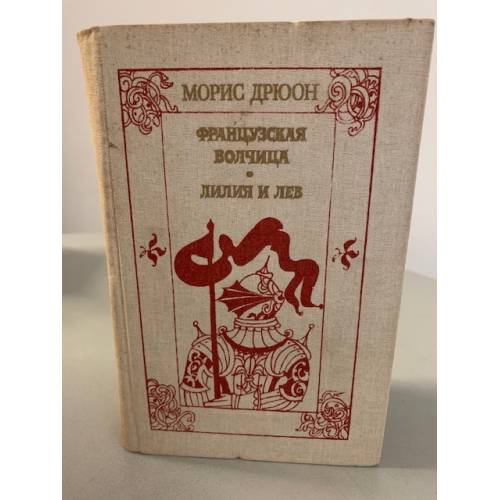 МОРИС ДРЮОН
ФРАНЦУЗСКАЯ
ВОЛЧИЦА
•
ЛИЛИЯ И ЛЕВ